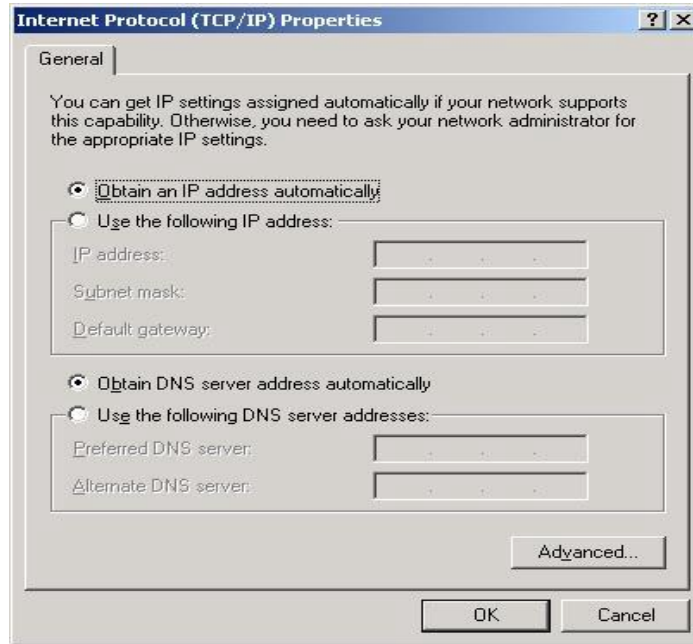 Internet Protocol (TCP/IP) Properties
General
You can get IP settings assigned automatically if your network supports
this capability. Otherwise, you need to ask your network administrator for
the appropriate IP settings.
Obtain an IP address automatically
Use the following IP address:
IP address:
Subnet mask:
Default gateway:
Obtain DNS server address automatically
Use the following DNS server addresses:
Preferred DNS server:
Alternate DNS server:
Advanced...
OK Cancel